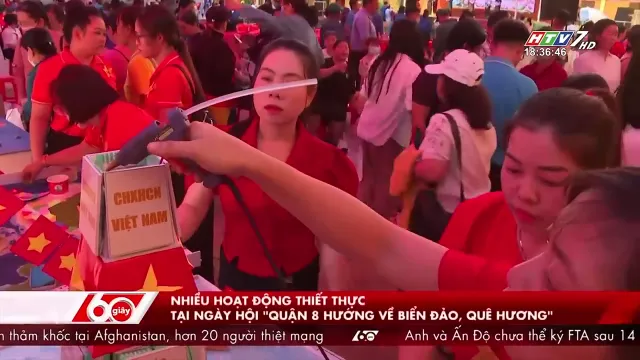 HTV7 HD
18:36:46
CHXHCN
VIỆT NAM
60 giây
NHIỀU HOẠT ĐỘNG THIẾT THỰC
TẠI NGÀY HỘI "QUẬN 8 HƯỚNG VỀ BIỂN ĐẢO, QUÊ HƯƠNG"
n thảm khốc tại Afghanistan, hơn 20 người thiệt mạng
60 giây
Anh và Ấn Độ chưa thể ký FTA sau 14